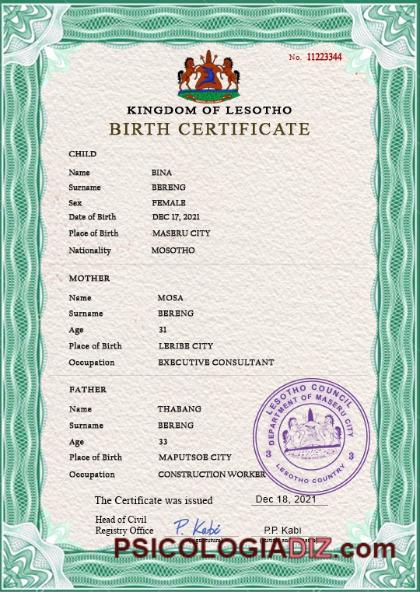 No. 11223344
KINGDOM OF LESOTHO
BIRTH CERTIFICATE
CHILD
Name BINA
Surname BERENG
Sex FEMALE
Date of Birth DEC 17, 2021
Place of Birth MASERU CITY
Nationality MOSOTHO
MOTHER
Name MOSA
Surname BERENG
Age 31
Place of Birth LERIBE CITY
Occupation EXECUTIVE CONSULTANT
FATHER
Name THABANG
Surname BERENG
Age 33
Place of Birth MAPUTSOE CITY
Occupation CONSTRUCTION WORKER
LESOTHO COUNCIL
DEPARTMENT OF MASERU CITY
3 3
LESOTHO COUNTRY
The Certificate was issued Dec 18, 2021
Head of Civil
Registry Office P. Kabi P.P. Kabi
PSICOLOGIADIZ.com